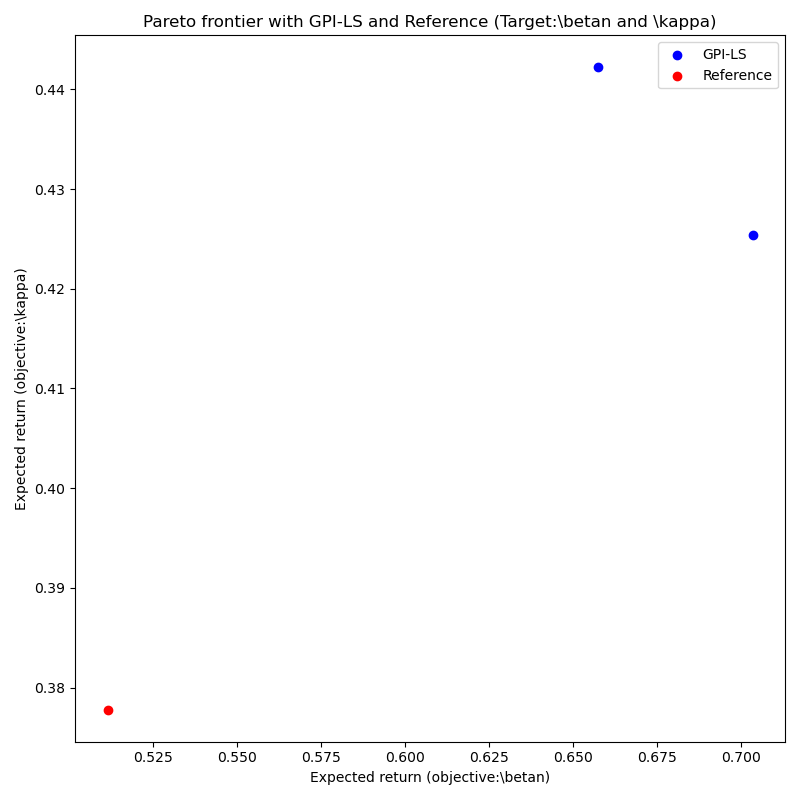 Pareto frontier with GPI-LS and Reference (Target:\betan and \kappa)
GPI-LS
Reference
0.44
0.43
0.42
0.41
0.40
0.39
0.38
Expected return (objective:\kappa)
0.525 0.550 0.575 0.600 0.625 0.650 0.675 0.700
Expected return (objective:\betan)